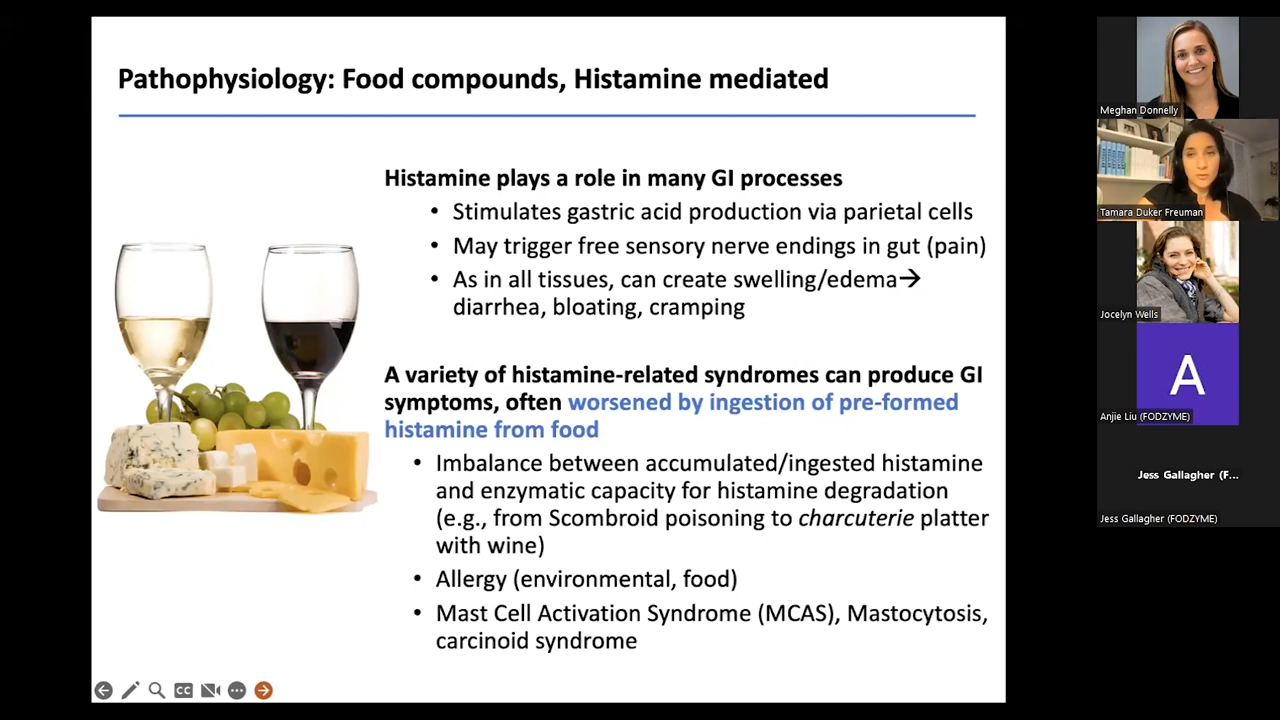 Pathophysiology: Food compounds, Histamine mediated
Histamine plays a role in many GI processes
• Stimulates gastric acid production via parietal cells
• May trigger free sensory nerve endings in gut (pain)
• As in all tissues, can create swelling/edema→
diarrhea, bloating, cramping
A variety of histamine-related syndromes can produce GI
symptoms, often worsened by ingestion of pre-formed
histamine from food
• Imbalance between accumulated/ingested histamine
and enzymatic capacity for histamine degradation
(e.g., from Scombroid poisoning to charcuterie platter
with wine)
• Allergy (environmental, food)
• Mast Cell Activation Syndrome (MCAS), Mastocytosis,
carcinoid syndrome
CC
Meghan Donnelly
Tamara Duker Freuman
Jocelyn Wells
A
Anjie Liu (FODZYME)
Jess Gallagher (F...
Jess Gallagher (FODZYME)